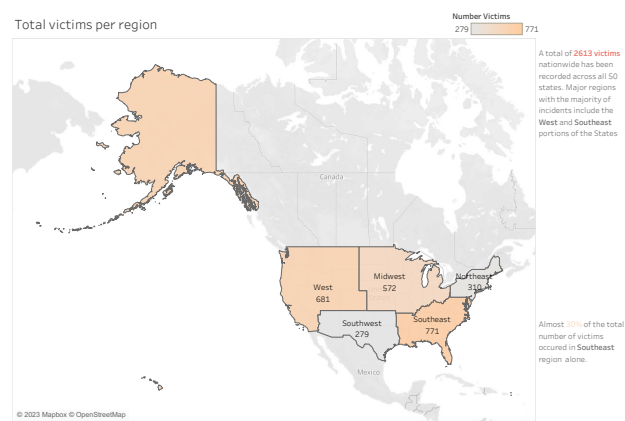 Total victims per region
Number Victims
279 771
A total of 2613 victims
nationwide has been
recorded across all 50
states. Major regions
with the majority of
incidents include the
West and Southeast
portions of the States
Canada
West
681
Midwest
572
Northeast
310
Southwest
279
Southeast
771
Mexico
Almost 30% of the total
number of victims
occured in Southeast
region alone.
© 2023 Mapbox © OpenStreetMap